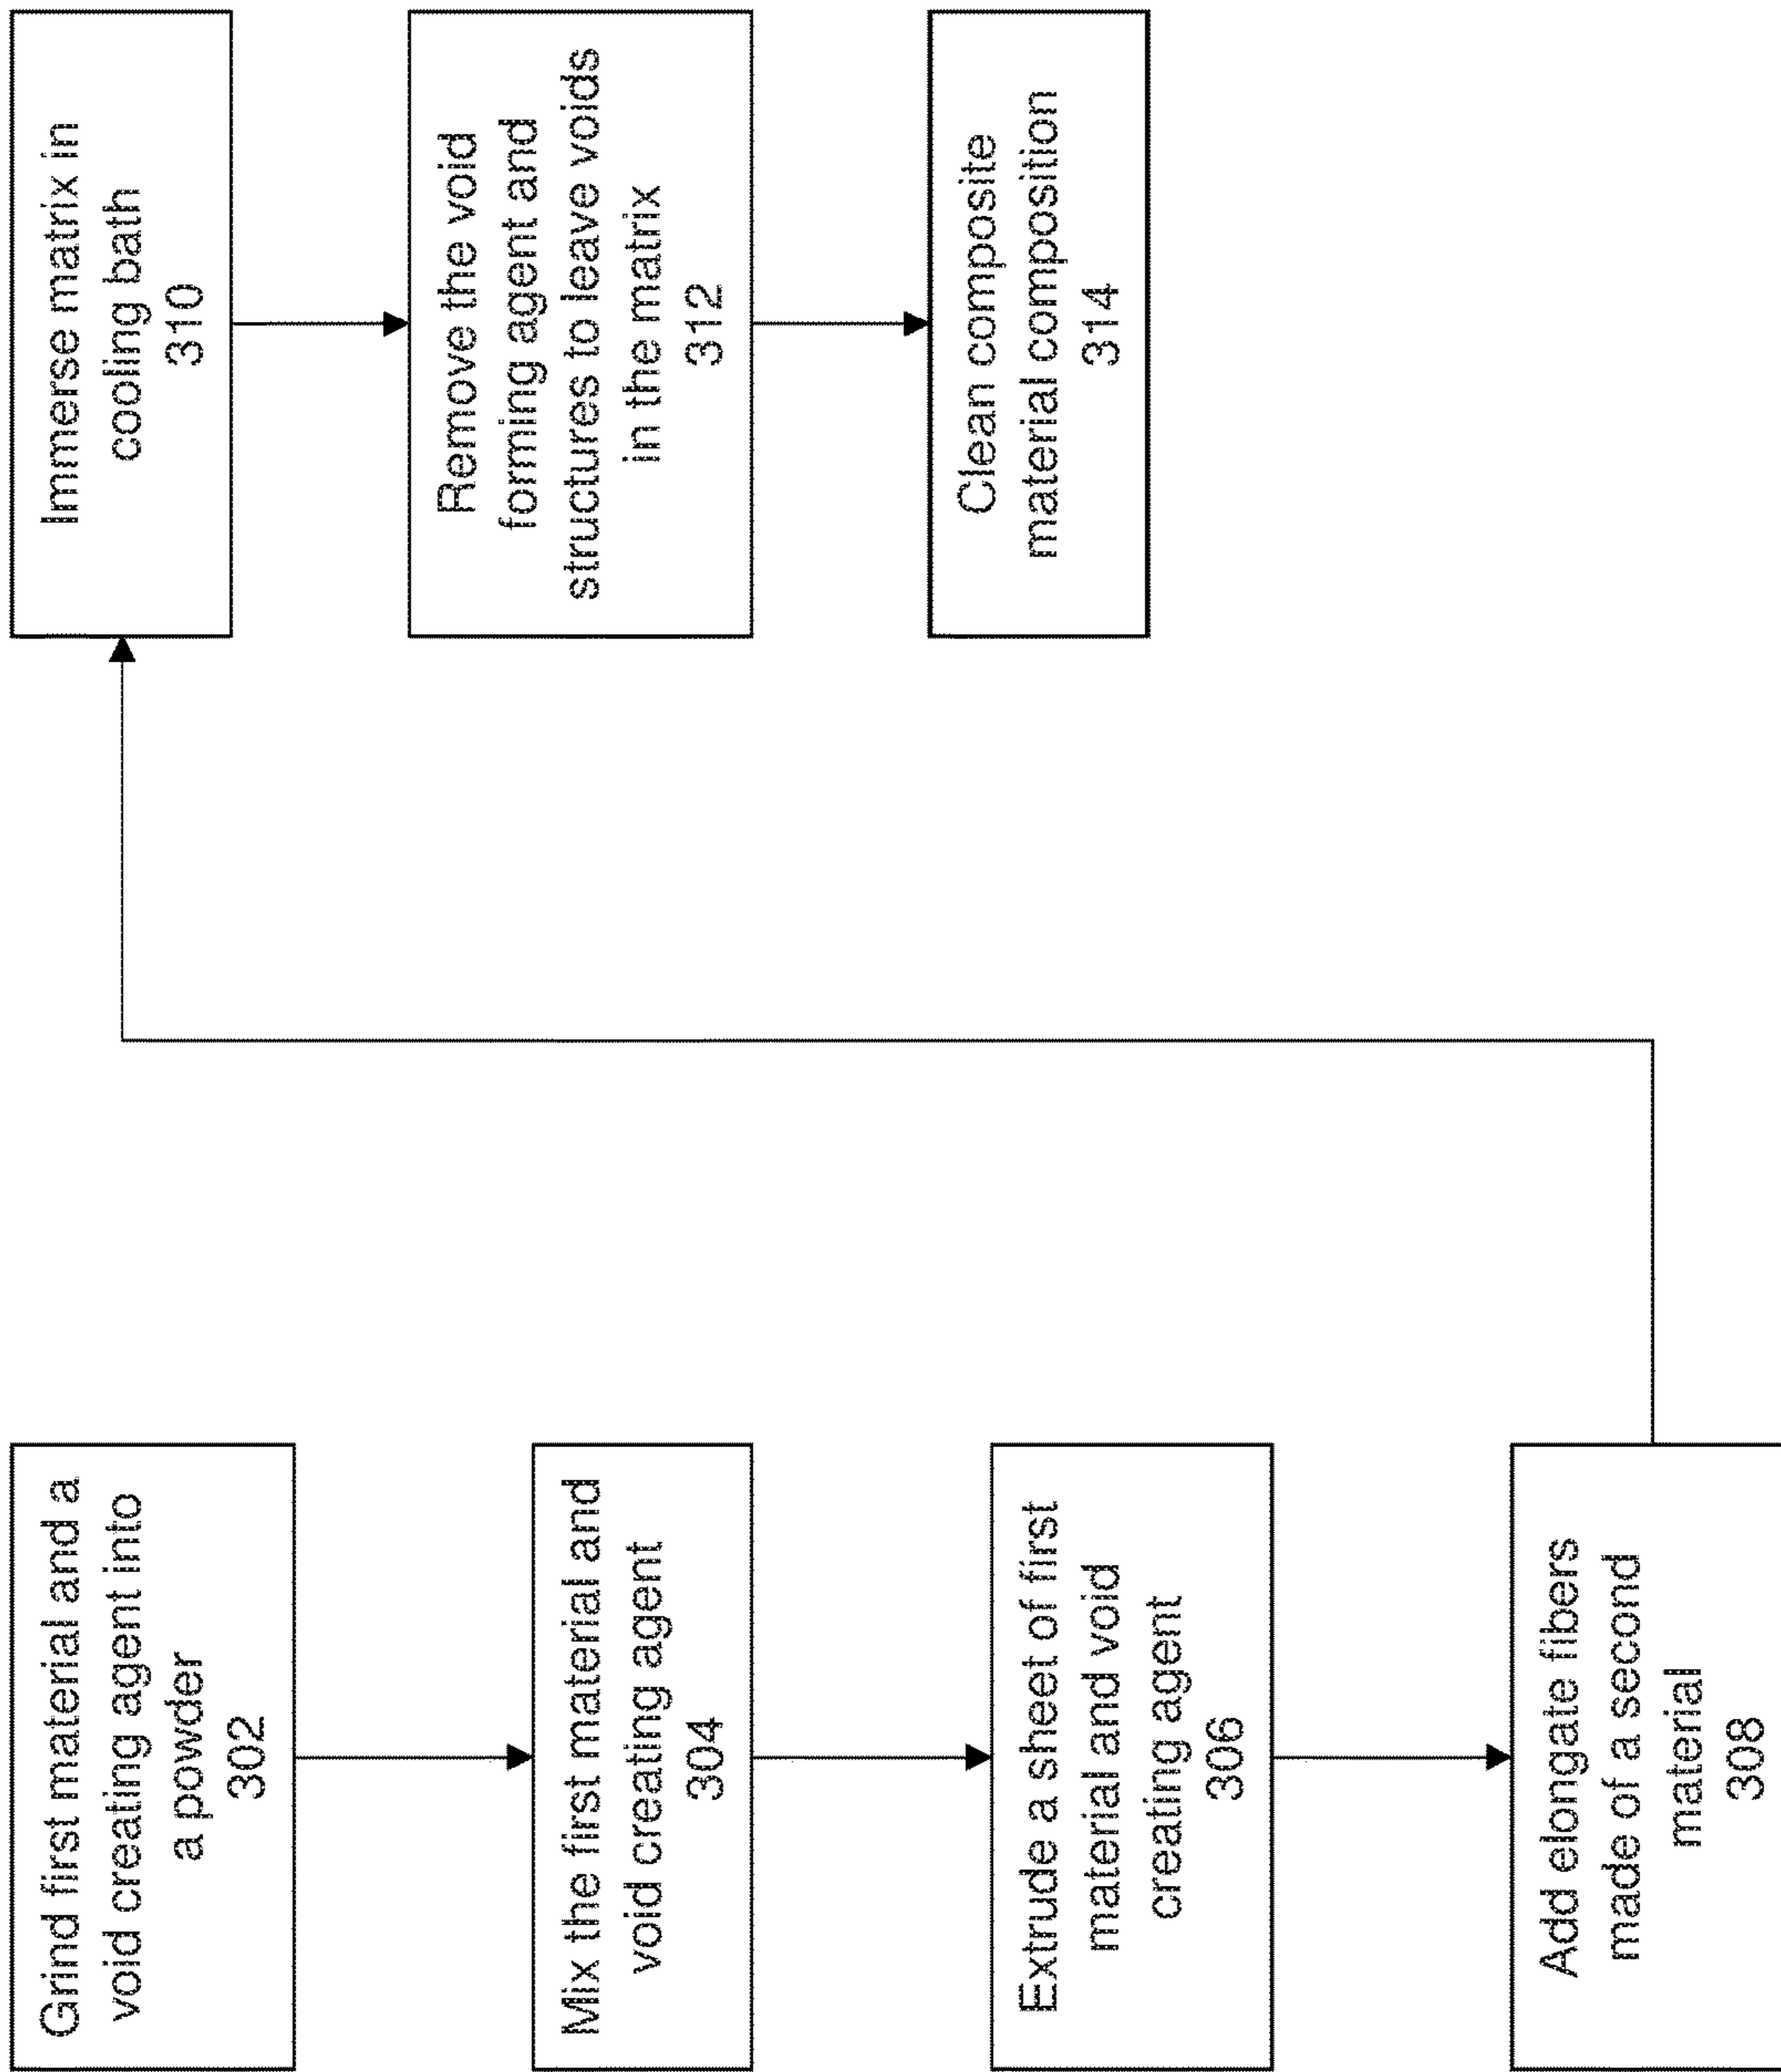 Grind first material and a
void creating agent into
a powder
302
Mix the first material and
void creating agent
304
Extrude a sheet of first
material and void
creating agent
306
Add elongate fibers
made of a second
material
308
Immerse matrix in
cooling bath
310
Remove the void
forming agent and
structures to leave voids
in the matrix
312
Clean composite
material composition
314